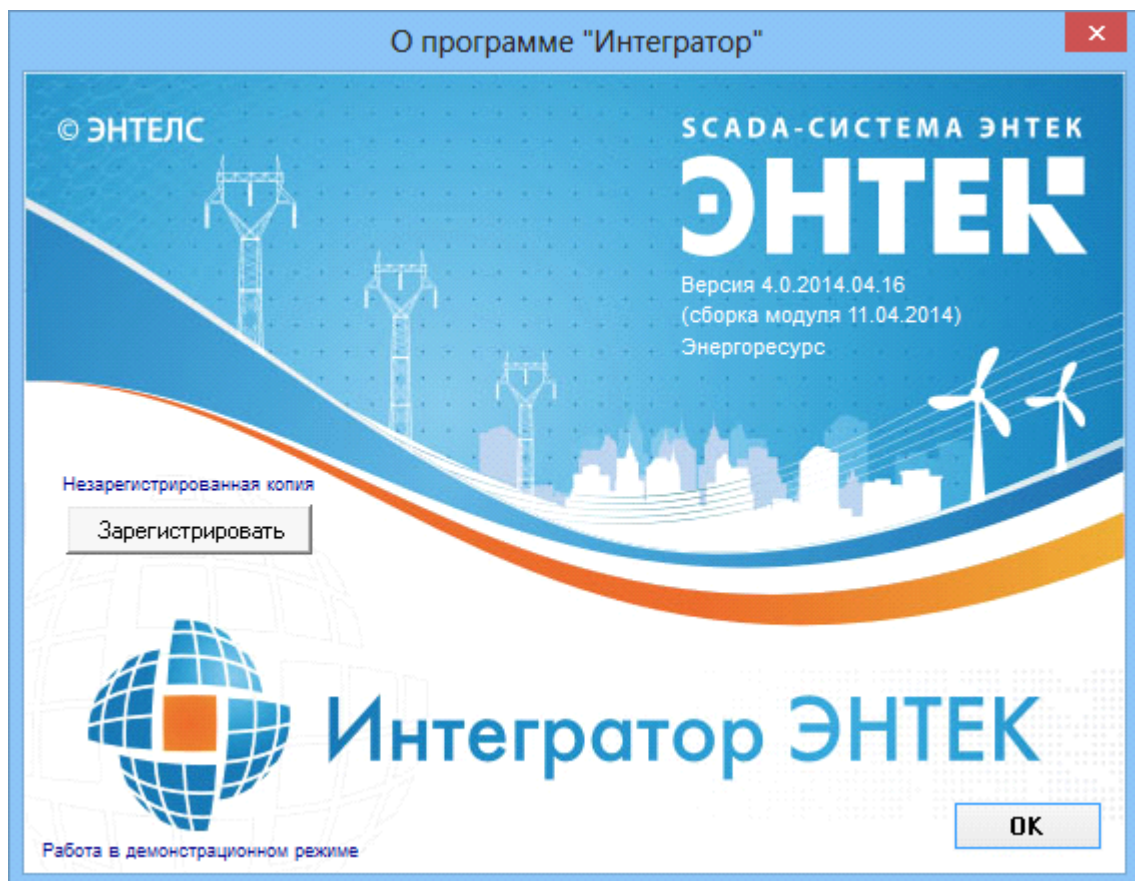 О программе "Интегратор"
© ЭНТЕЛС
SCADA-СИСТЕМА ЭНТЕК
ЭНТЕК
Версия 4.0.2014.04.16
(сборка модуля 11.04.2014)
Энергоресурс
Незарегистрированная копия
Зарегистрировать
Интегратор ЭНТЕК
OK
Работа в демонстрационном режиме